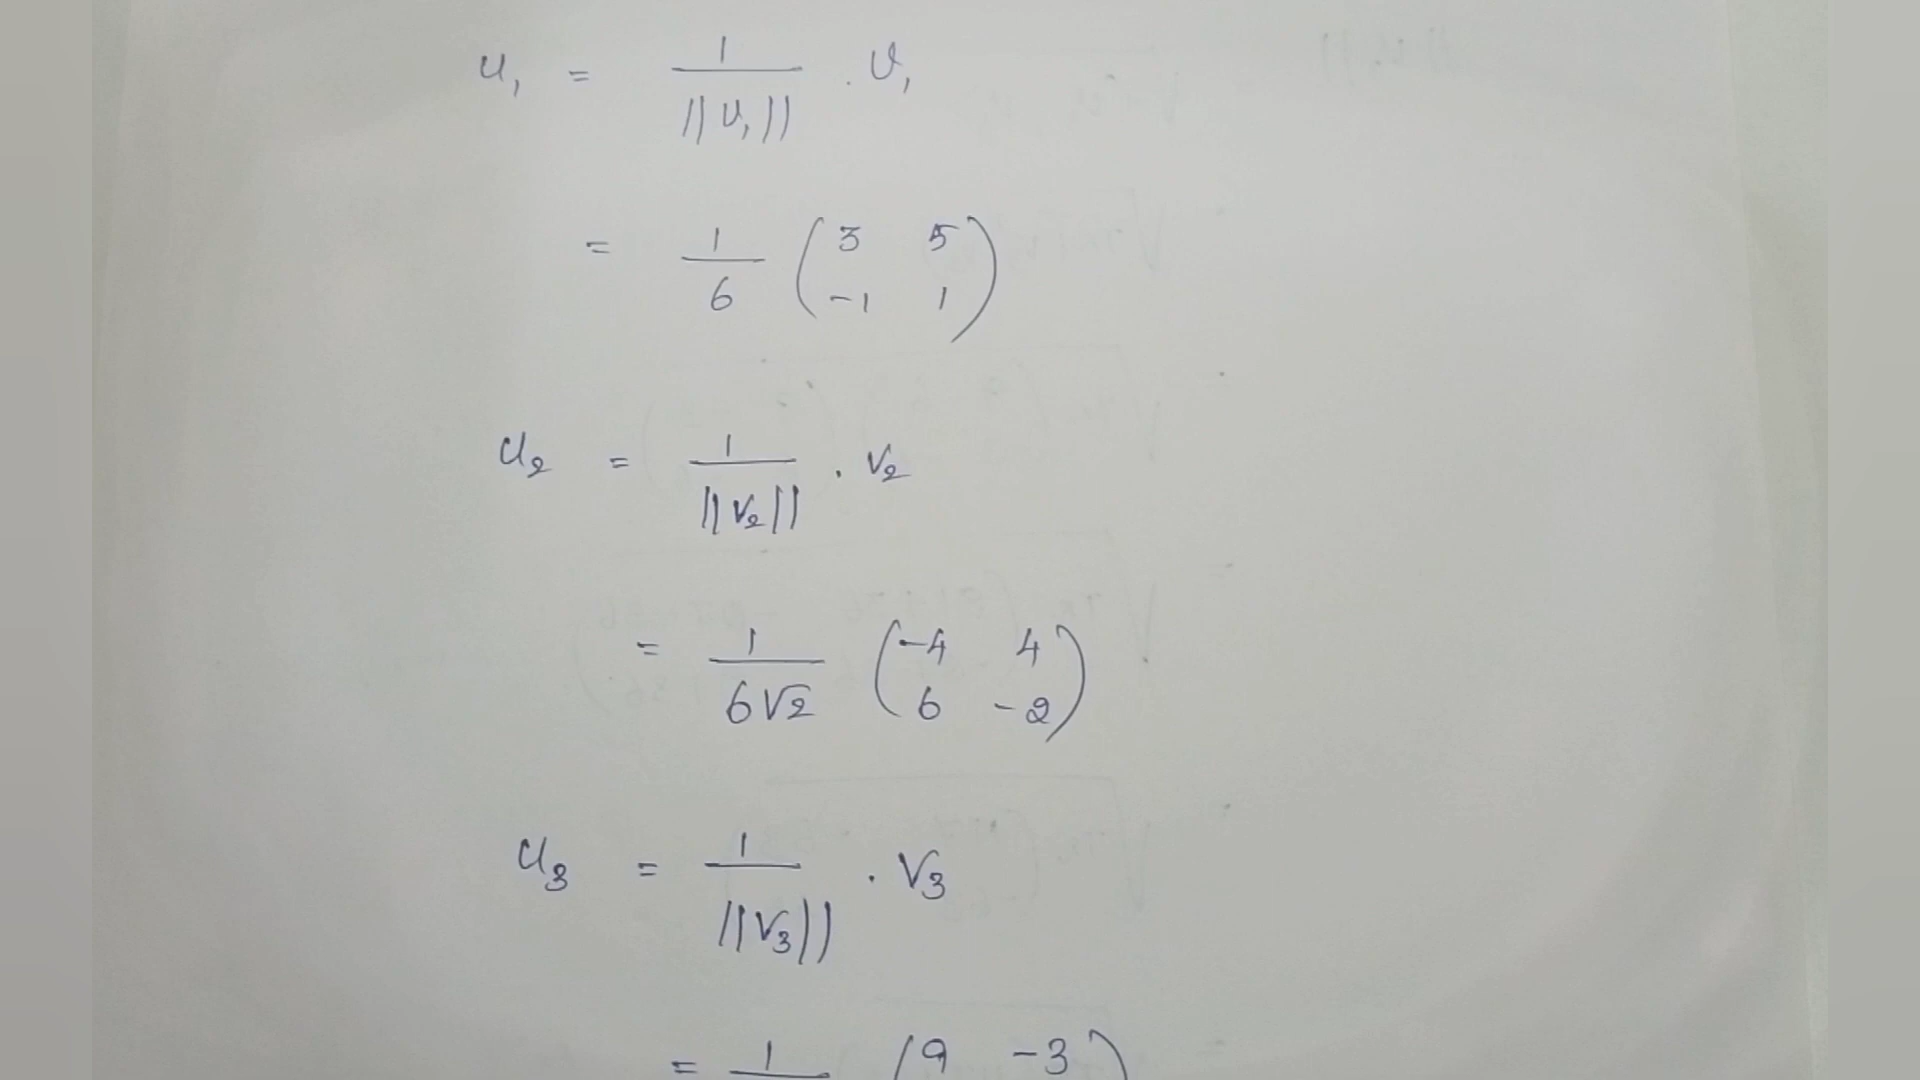 u₁ = 1/||v₁|| . v₁
= 1/6 (3 5
-1 1)
u₂ = 1/||v₂|| . v₂
= 1/6√2 (-4 4
6 -2)
u₃ = 1/||v₃|| . v₃
= 1 (9 -3)